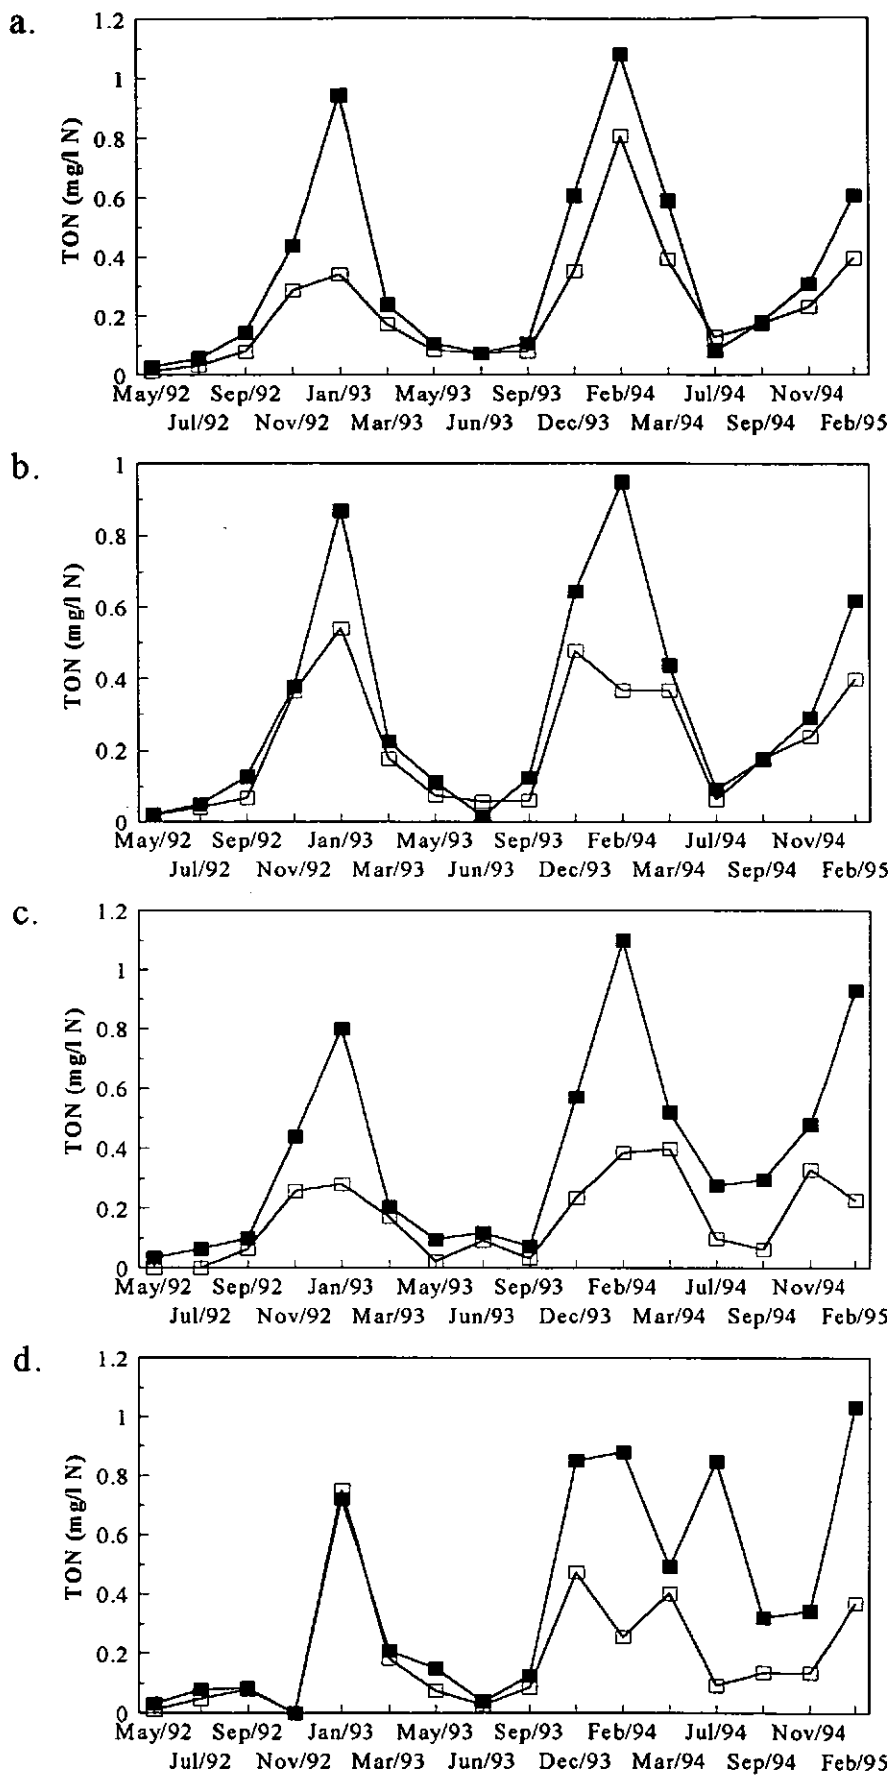 a.
1.2
1
0.8
0.6
0.4
0.2
0
TON (mg/l N)
May/92 Sep/92 Jan/93 May/93 Sep/93 Feb/94 Jul/94 Nov/94
Jul/92 Nov/92 Mar/93 Jun/93 Dec/93 Mar/94 Sep/94 Feb/95
b.
1
0.8
0.6
0.4
0.2
0
TON (mg/l N)
May/92 Sep/92 Jan/93 May/93 Sep/93 Feb/94 Jul/94 Nov/94
Jul/92 Nov/92 Mar/93 Jun/93 Dec/93 Mar/94 Sep/94 Feb/95
c.
1.2
1
0.8
0.6
0.4
0.2
0
TON (mg/l N)
May/92 Sep/92 Jan/93 May/93 Sep/93 Feb/94 Jul/94 Nov/94
Jul/92 Nov/92 Mar/93 Jun/93 Dec/93 Mar/94 Sep/94 Feb/95
d.
1.2
1
0.8
0.6
0.4
0.2
0
TON (mg/l N)
May/92 Sep/92 Jan/93 May/93 Sep/93 Feb/94 Jul/94 Nov/94
Jul/92 Nov/92 Mar/93 Jun/93 Dec/93 Mar/94 Sep/94 Feb/95